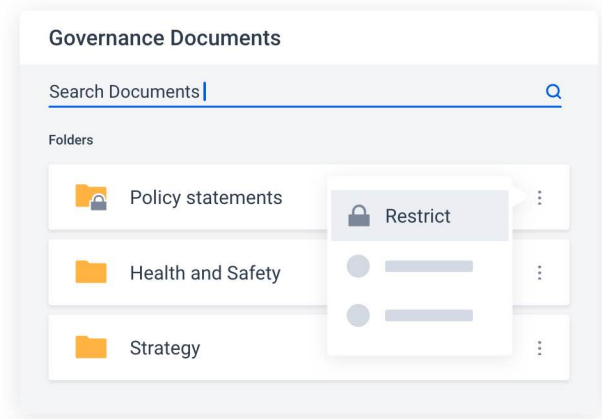 Governance Documents
Search Documents
Folders
Policy statements
Restrict
Health and Safety
Strategy